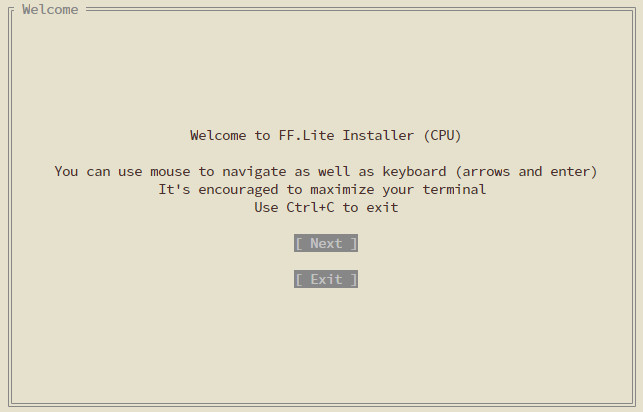 Welcome
Welcome to FF.Lite Installer (CPU)
You can use mouse to navigate as well as keyboard (arrows and enter)
It's encouraged to maximize your terminal
Use Ctrl+C to exit
[ Next ]
[ Exit ]